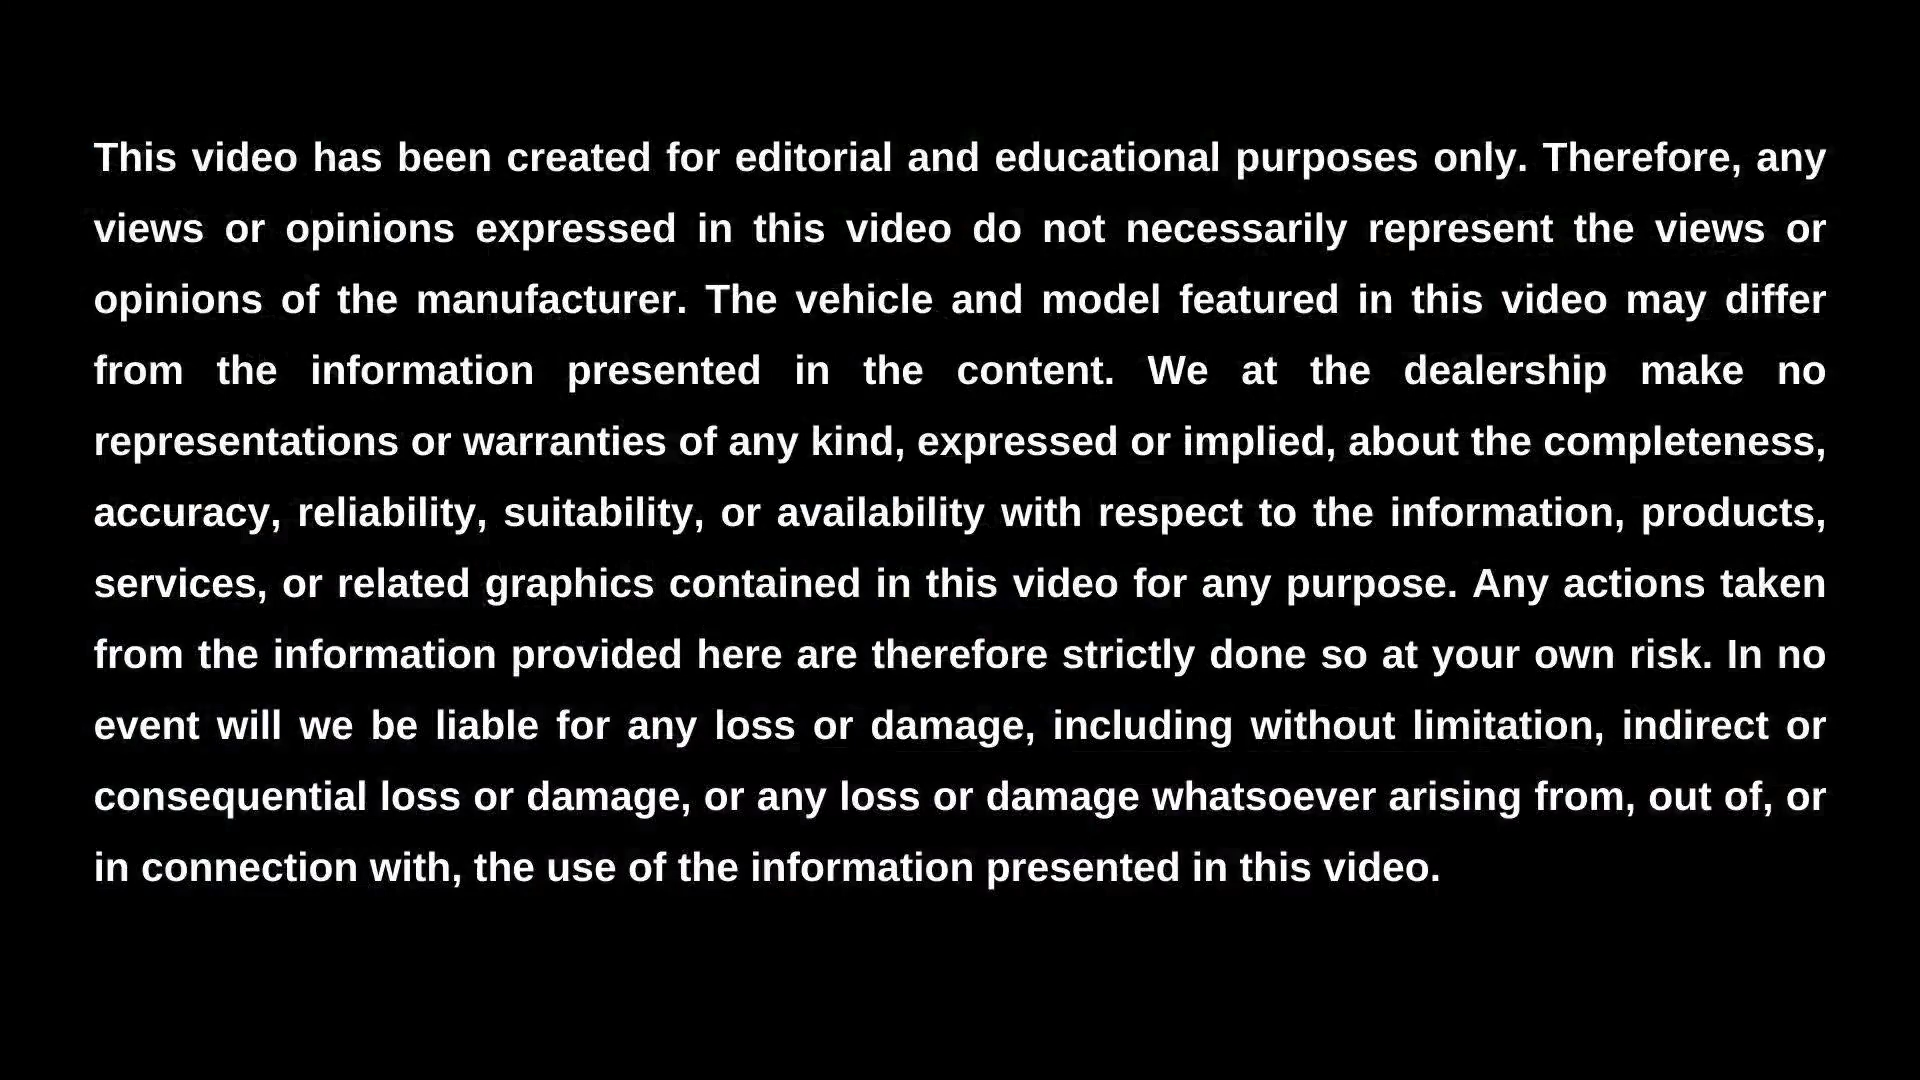 This video has been created for editorial and educational purposes only. Therefore, any
views or opinions expressed in this video do not necessarily represent the views or
opinions of the manufacturer. The vehicle and model featured in this video may differ
from the information presented in the content. We at the dealership make no
representations or warranties of any kind, expressed or implied, about the completeness,
accuracy, reliability, suitability, or availability with respect to the information, products,
services, or related graphics contained in this video for any purpose. Any actions taken
from the information provided here are therefore strictly done so at your own risk. In no
event will we be liable for any loss or damage, including without limitation, indirect or
consequential loss or damage, or any loss or damage whatsoever arising from, out of, or
in connection with, the use of the information presented in this video.